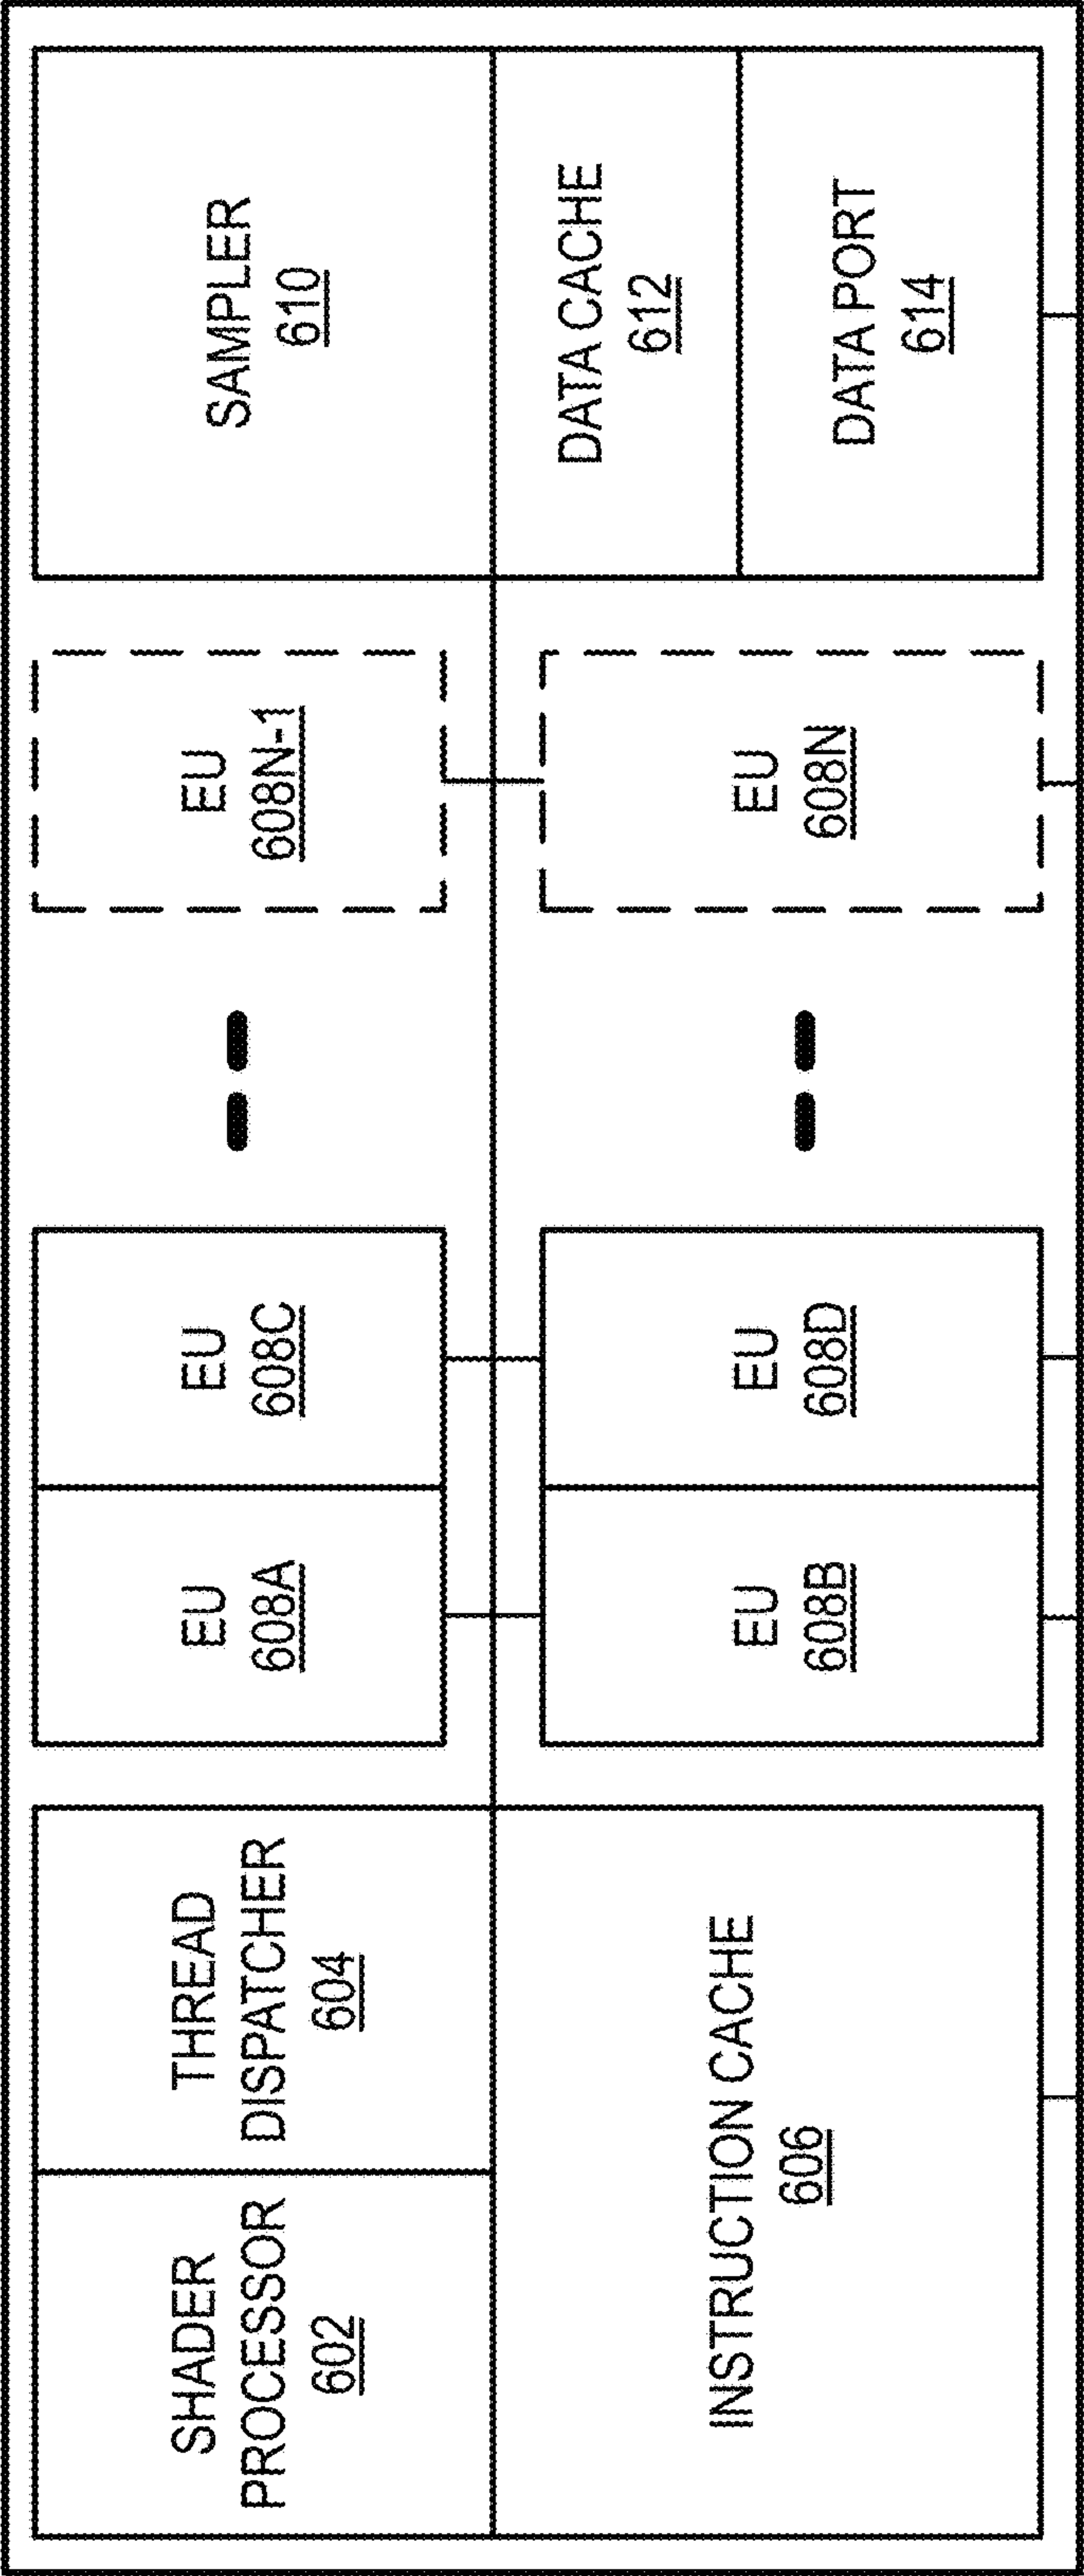 SHADER
PROCESSOR
602
THREAD
DISPATCHER
604
INSTRUCTION CACHE
606
EU
608A
EU
608C
EU
608B
EU
608D
EU
608N-1
EU
608N
SAMPLER
610
DATA CACHE
612
DATA PORT
614